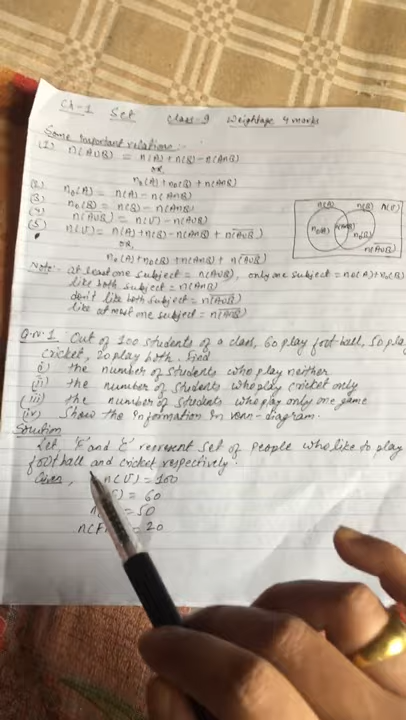 Ch-1 Set Class-9 Weightage 4 marks
Some Important relations:-
(1) n(A∪B) = n(A) + n(B) - n(A∩B)
or,
n₀(A) + n₀(B) + n(A∩B)
(2) n₀(A) = n(A) - n(A∩B)
(3) n₀(B) = n(B) - n(A∩B)
(4) n(A̅∪̅B̅) = n(U) - n(A∪B)
(5) n(U) = n(A) + n(B) - n(A∩B) + n(A̅∪̅B̅)
or,
n₀(A) + n₀(B) + n(A∩B) + n(A̅∪̅B̅)
n(A) n(B) n(U)
n₀(A) n(A∩B) n₀(B)
n(A̅∪̅B̅)
Note:- at least one subject = n(A∪B), only one subject = n₀(A)+n₀(B)
like both subject = n(A∩B)
don't like both subject = n(A̅∪̅B̅)
like at most one subject = n(A̅∩̅B̅)
Q.N.1 Out of 100 students of a class, 60 play foot-ball, 50 play
cricket, 20 play both. Find
(i) the number of students who play neither
(ii) the number of students who play cricket only
(iii) the number of students who play only one game
(iv) Show the information in venn-diagram.
Solution
Let, 'F' and 'C' represent set of people who like to play
football and cricket respectively.
Given, n(U) = 100
= 60
= 50
= 20